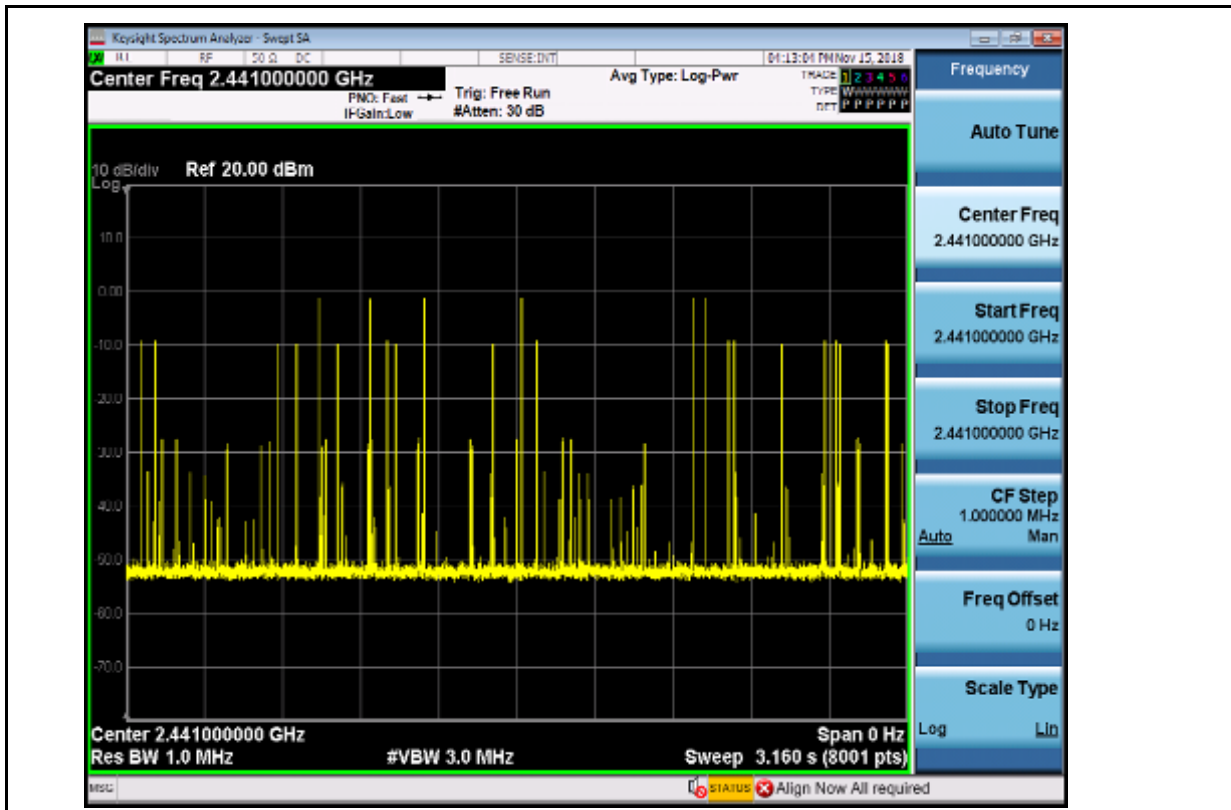 Keysight Spectrum Analyzer - Swept SA
RF 50 Ω DC SENSE:INT 04:13:04 PM Nov 15, 2018
Center Freq 2.441000000 GHz
PNO: Fast
IFGain:Low
Trig: Free Run
#Atten: 30 dB
Avg Type: Log-Pwr
TRACE 1 2 3 4 5 6
TYPE W
DET P P P P P P
10 dB/div Ref 20.00 dBm
Log
10.0
0.00
-10.0
-20.0
-30.0
-40.0
-50.0
-60.0
-70.0
Center 2.441000000 GHz Span 0 Hz
Res BW 1.0 MHz #VBW 3.0 MHz Sweep 3.160 s (8001 pts)
MSG STATUS Align Now All required
Frequency
Auto Tune
Center Freq
2.441000000 GHz
Start Freq
2.441000000 GHz
Stop Freq
2.441000000 GHz
CF Step
1.000000 MHz
Auto Man
Freq Offset
0 Hz
Scale Type
Log Lin